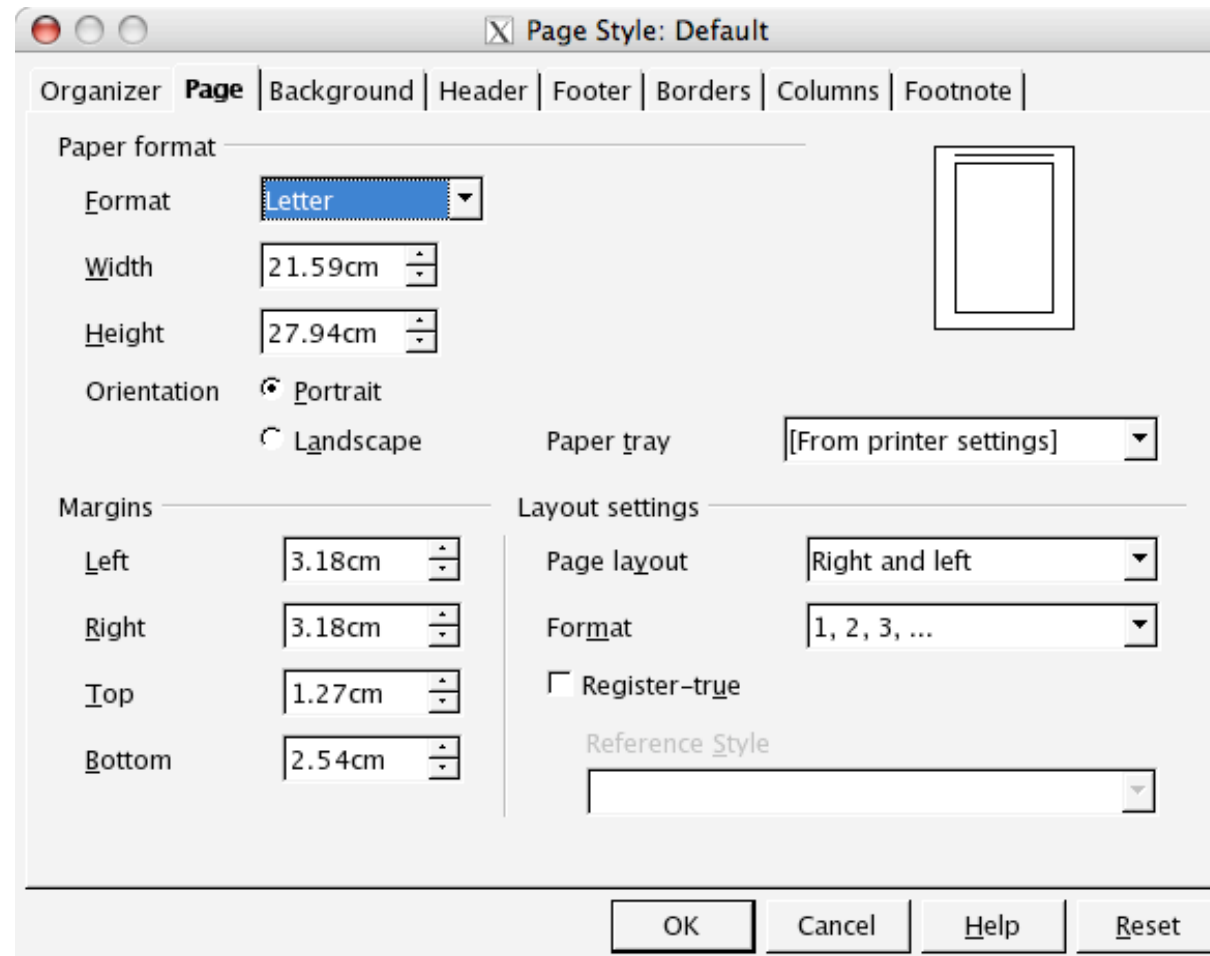 X Page Style: Default
Organizer Page Background Header Footer Borders Columns Footnote
Paper format
Format Letter
Width 21.59cm
Height 27.94cm
Orientation Portrait
Landscape Paper tray [From printer settings]
Margins Layout settings
Left 3.18cm Page layout Right and left
Right 3.18cm Format 1, 2, 3, ...
Top 1.27cm Register-true
Reference Style
Bottom 2.54cm
OK Cancel Help Reset